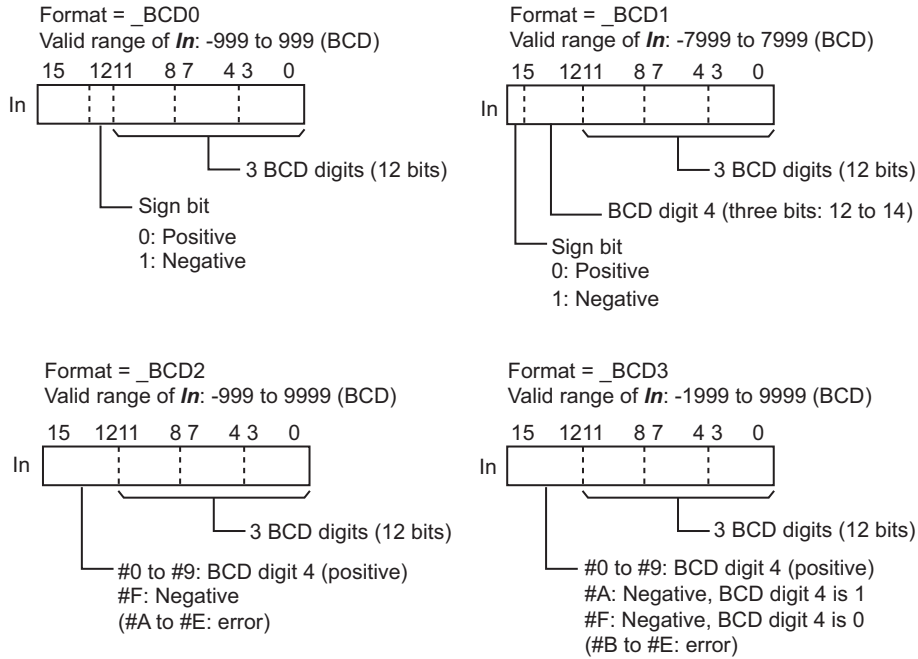 Format = _BCD0
Valid range of In: -999 to 999 (BCD)
15 1211 8 7 4 3 0
In
3 BCD digits (12 bits)
Sign bit
0: Positive
1: Negative
Format = _BCD1
Valid range of In: -7999 to 7999 (BCD)
15 1211 8 7 4 3 0
In
3 BCD digits (12 bits)
BCD digit 4 (three bits: 12 to 14)
Sign bit
0: Positive
1: Negative
Format = _BCD2
Valid range of In: -999 to 9999 (BCD)
15 1211 8 7 4 3 0
In
3 BCD digits (12 bits)
#0 to #9: BCD digit 4 (positive)
#F: Negative
(#A to #E: error)
Format = _BCD3
Valid range of In: -1999 to 9999 (BCD)
15 1211 8 7 4 3 0
In
3 BCD digits (12 bits)
#0 to #9: BCD digit 4 (positive)
#A: Negative, BCD digit 4 is 1
#F: Negative, BCD digit 4 is 0
(#B to #E: error)